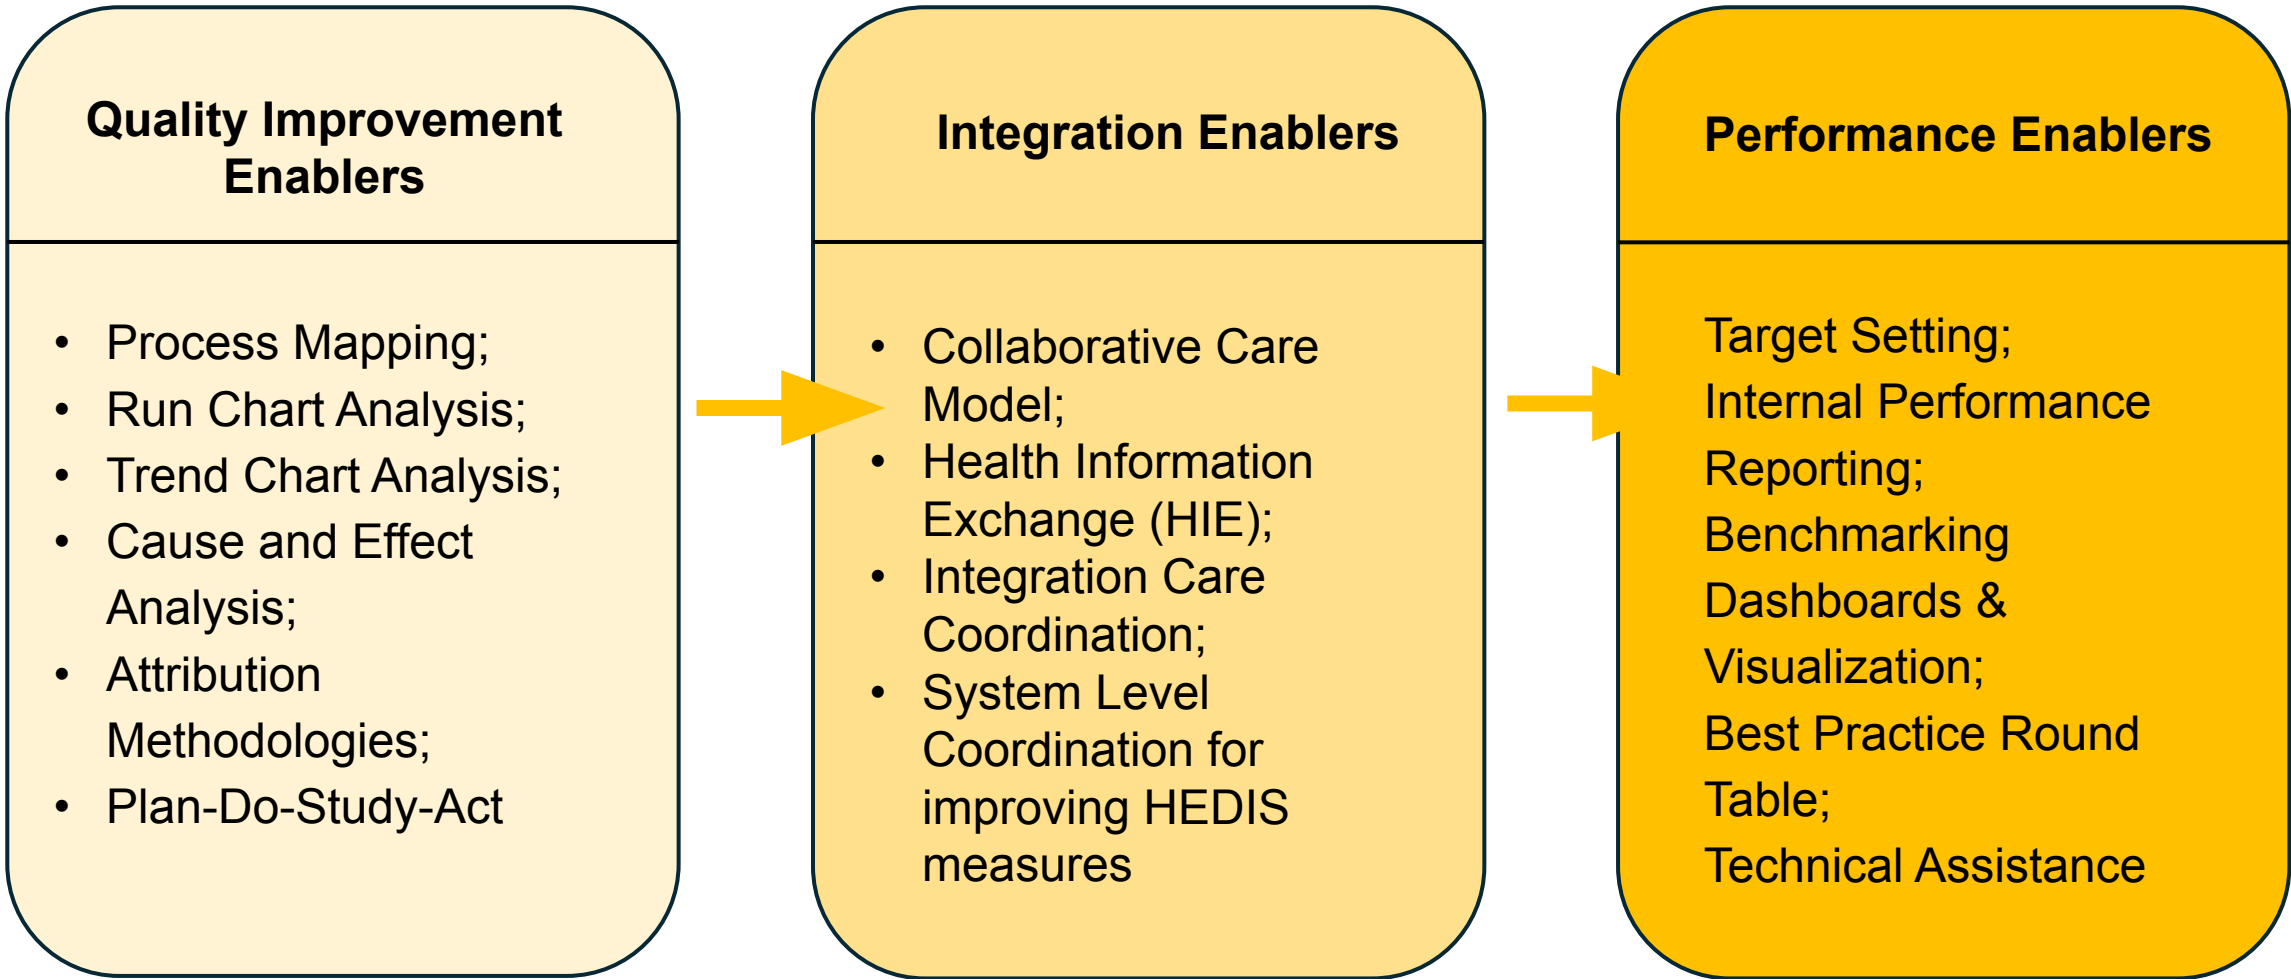 Quality Improvement
Enablers
• Process Mapping;
• Run Chart Analysis;
• Trend Chart Analysis;
• Cause and Effect
Analysis;
• Attribution
Methodologies;
• Plan-Do-Study-Act
Integration Enablers
• Collaborative Care
Model;
• Health Information
Exchange (HIE);
• Integration Care
Coordination;
• System Level
Coordination for
improving HEDIS
measures
Performance Enablers
Target Setting;
Internal Performance
Reporting;
Benchmarking
Dashboards &
Visualization;
Best Practice Round
Table;
Technical Assistance